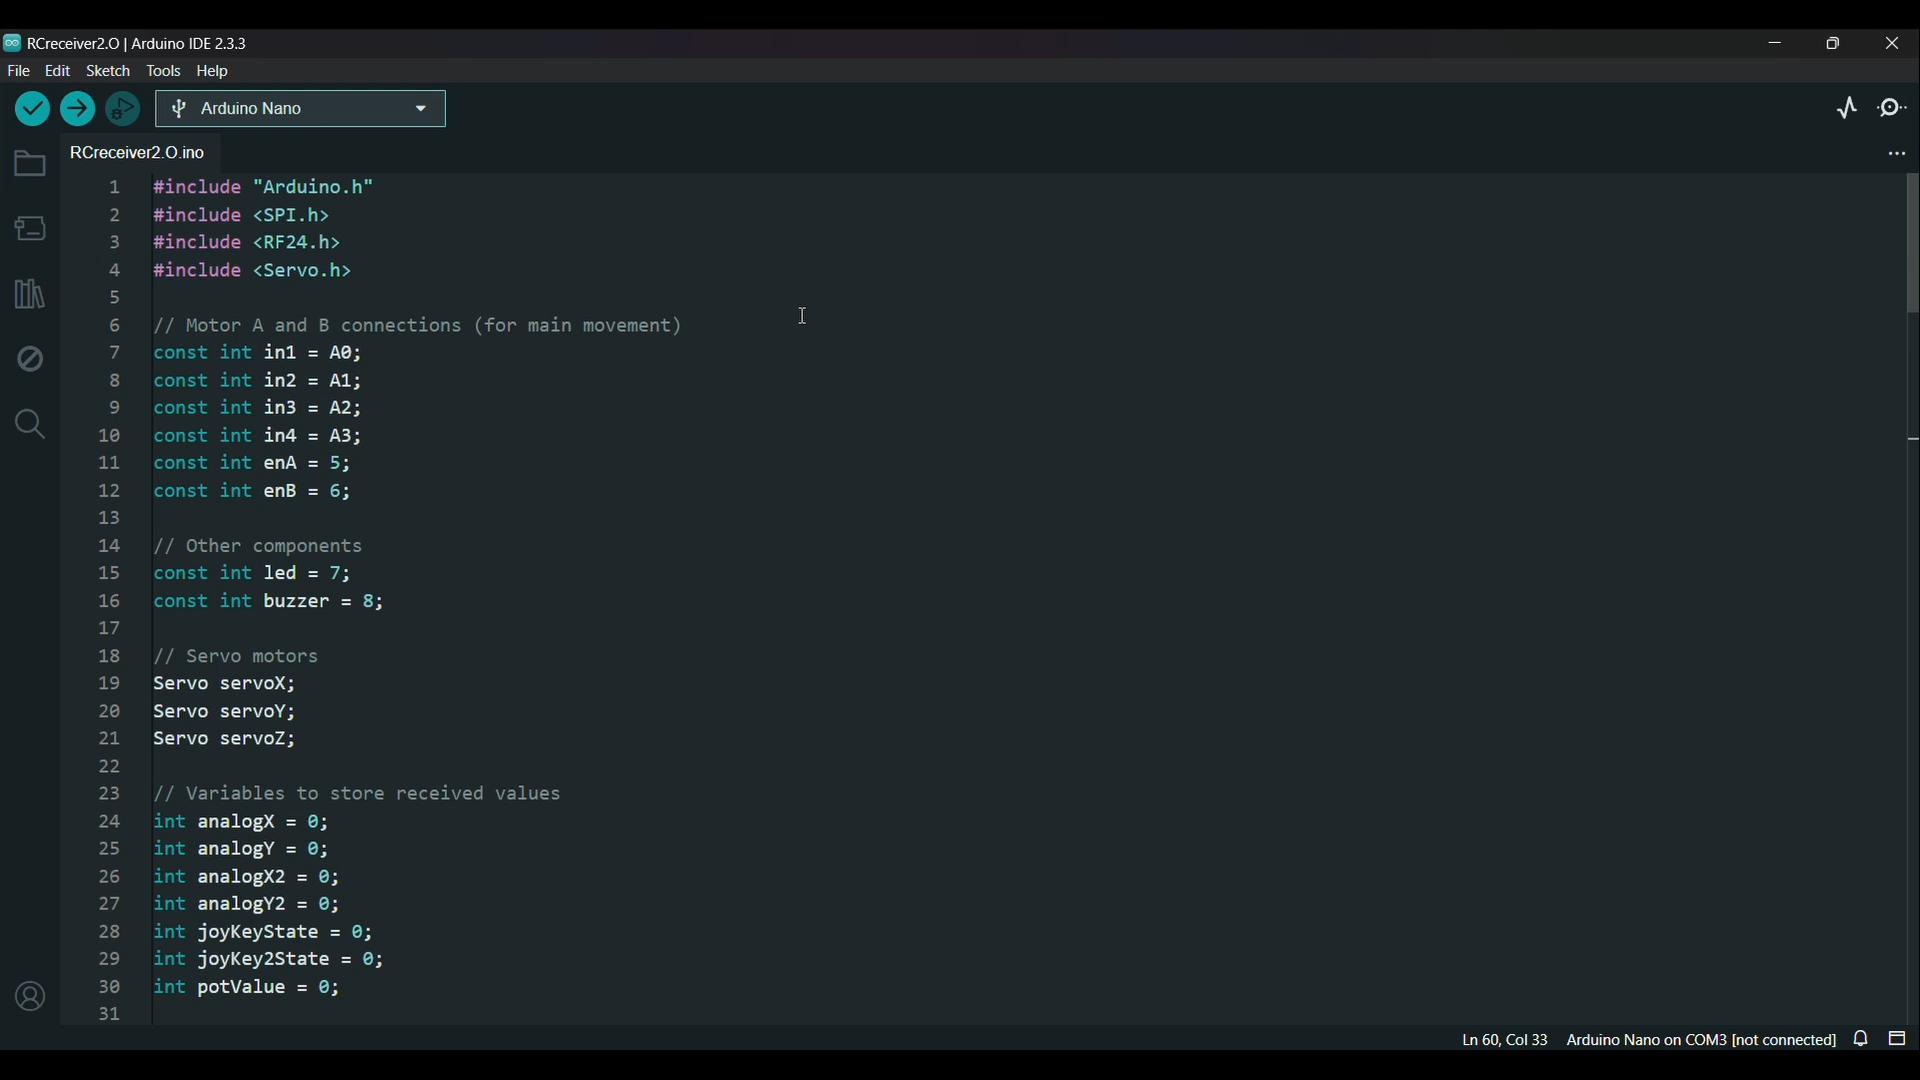 RCreceiver2.O | Arduino IDE 2.3.3
File Edit Sketch Tools Help
Arduino Nano
RCreceiver2.O.ino
1 #include "Arduino.h"
2 #include <SPI.h>
3 #include <RF24.h>
4 #include <Servo.h>
5
6 // Motor A and B connections (for main movement)
7 const int in1 = A0;
8 const int in2 = A1;
9 const int in3 = A2;
10 const int in4 = A3;
11 const int enA = 5;
12 const int enB = 6;
13
14 // Other components
15 const int led = 7;
16 const int buzzer = 8;
17
18 // Servo motors
19 Servo servoX;
20 Servo servoY;
21 Servo servoZ;
22
23 // Variables to store received values
24 int analogX = 0;
25 int analogY = 0;
26 int analogX2 = 0;
27 int analogY2 = 0;
28 int joyKeyState = 0;
29 int joyKey2State = 0;
30 int potValue = 0;
31
Ln 60, Col 33 Arduino Nano on COM3 [not connected]